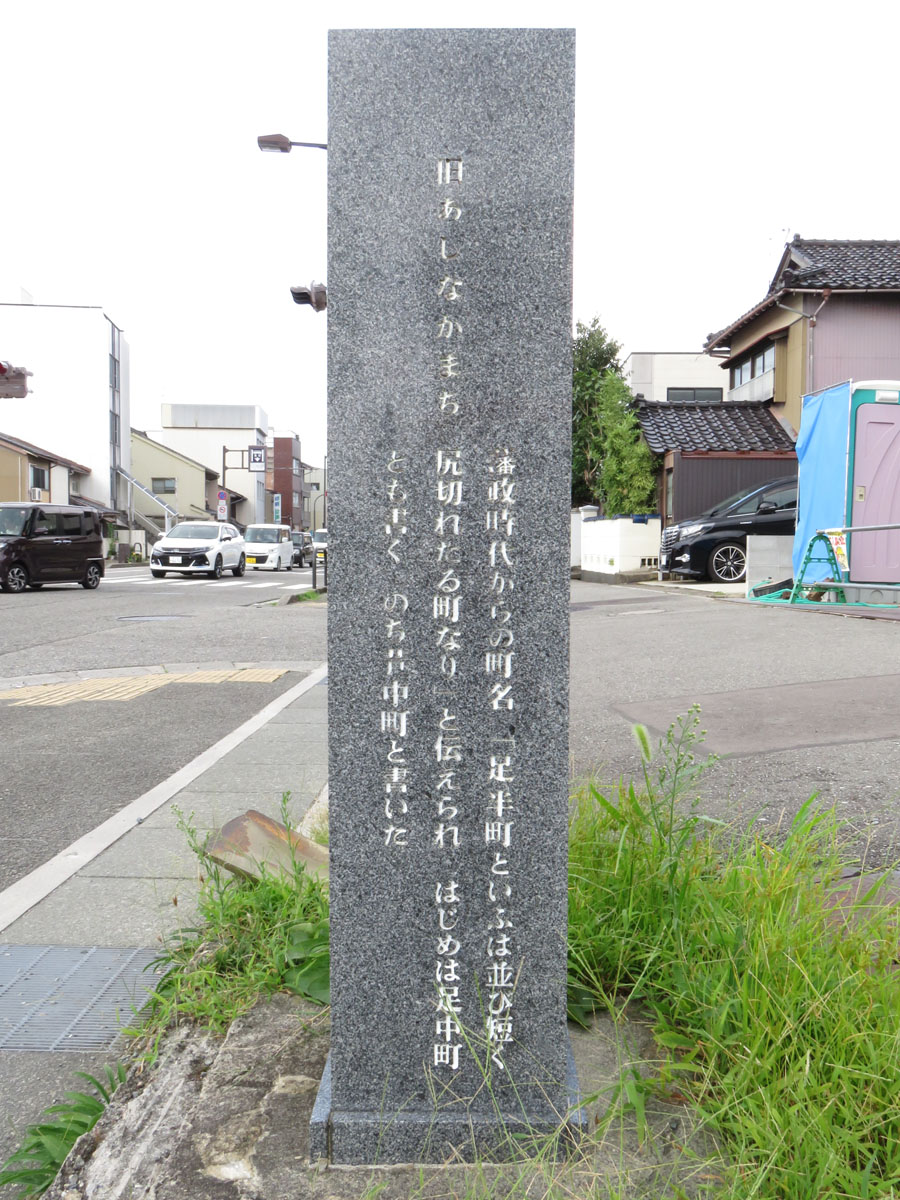 旧あしなかまち
藩政時代からの町名「足半町といふは並び短く
尻切れたる町なり」と伝えられ、はじめは足中町
とも書く のち芦中町と書いた